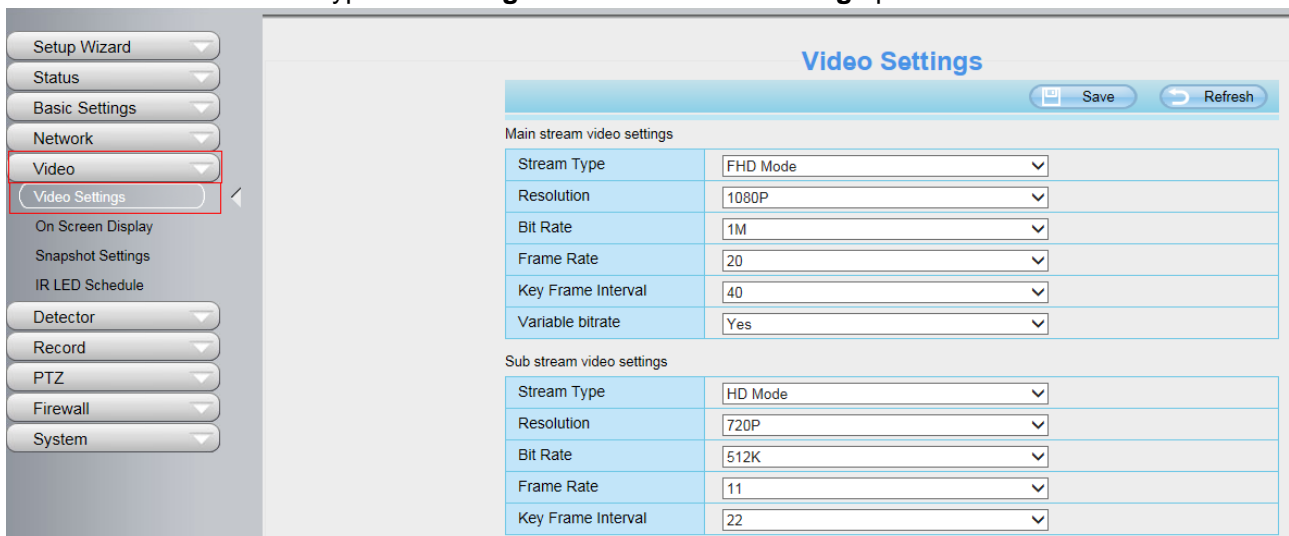 Setup Wizard
Status
Basic Settings
Network
Video
Video Settings
On Screen Display
Snapshot Settings
IR LED Schedule
Detector
Record
PTZ
Firewall
System
Video Settings
Save Refresh
Main stream video settings
Stream Type FHD Mode
Resolution 1080P
Bit Rate 1M
Frame Rate 20
Key Frame Interval 40
Variable bitrate Yes
Sub stream video settings
Stream Type HD Mode
Resolution 720P
Bit Rate 512K
Frame Rate 11
Key Frame Interval 22